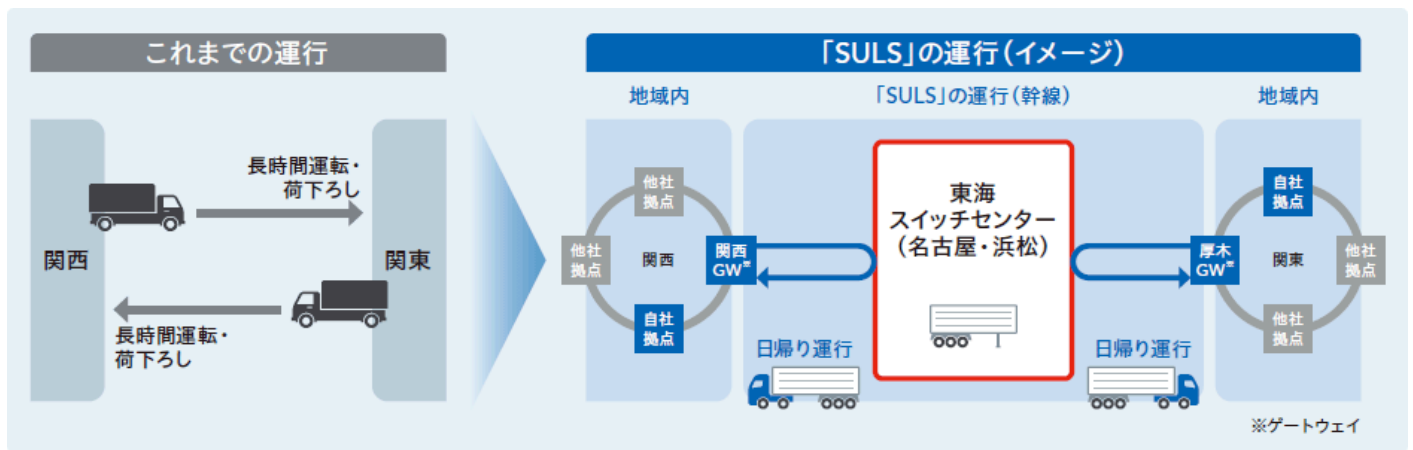 これまでの運行
長時間運転・
荷下ろし
関西
関東
長時間運転・
荷下ろし
「SULS」の運行(イメージ)
地域内
「SULS」の運行(幹線)
地域内
他社
拠点
他社
拠点
関西
関西
GW※
自社
拠点
東海
スイッチセンター
(名古屋・浜松)
日帰り運行
日帰り運行
自社
拠点
厚木
GW※
関東
他社
拠点
他社
拠点
※ゲートウェイ